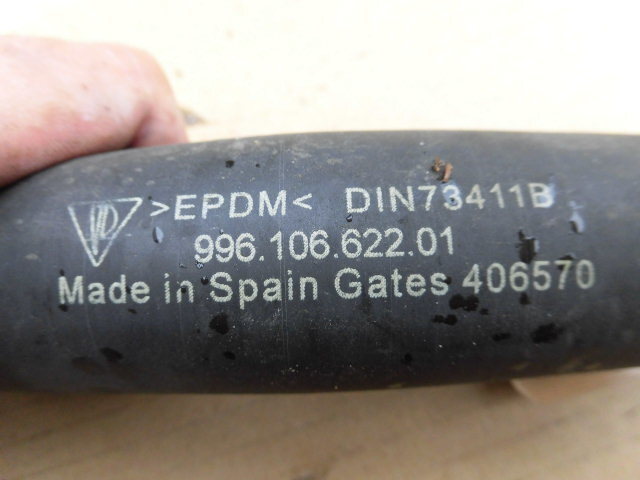 >EPDM< DIN73411B
996.106.622.01
Made in Spain Gates 406570